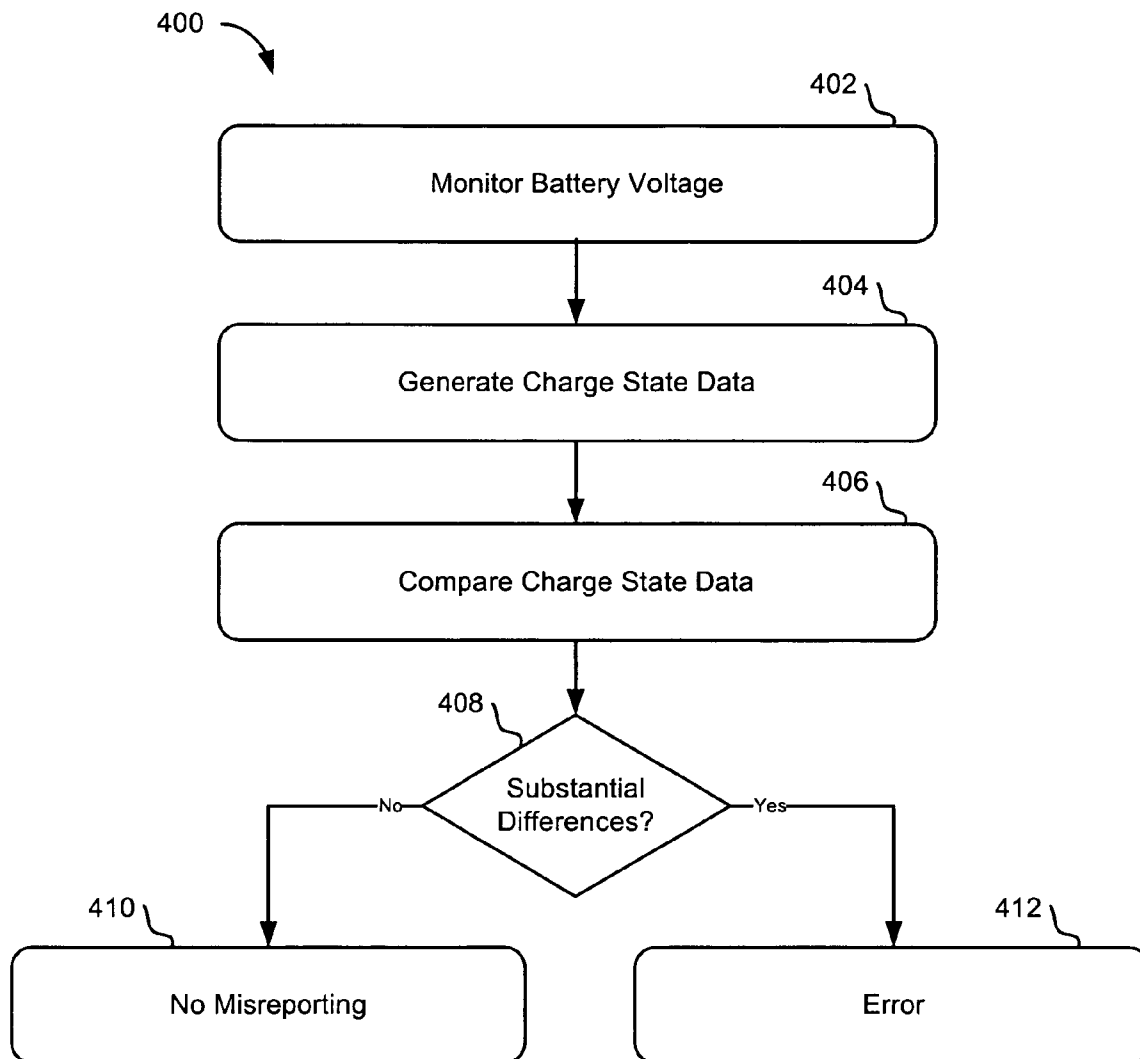 400
402
Monitor Battery Voltage
404
Generate Charge State Data
406
Compare Charge State Data
408
Substantial
Differences?
No
Yes
410
412
No Misreporting
Error